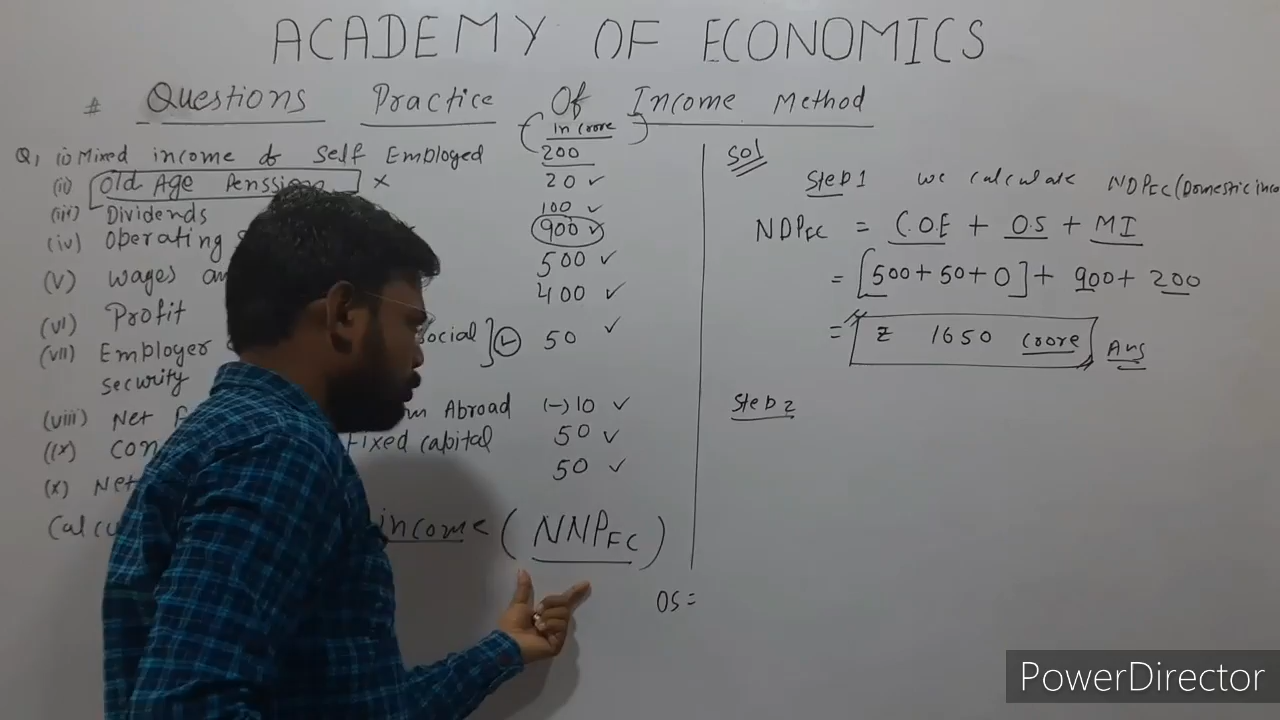 ACADEMY OF ECONOMICS
# Questions Practice Of Income Method
(in crore)
Q1 (i) Mixed income of Self Employed 200
(ii) Old Age Penssion × 20 ✓
(iii) Dividends 100 ✓
(iv) Operating 900 ✓
(v) Wages 500 ✓
(vi) Profit 400 ✓
(vii) Employer social security 50 ✓
(viii) Net Abroad (-)10 ✓
(ix) Con Fixed capital 50 ✓
(x) Net 50 ✓
Calcu income (NNPFC)
OS =
Sol
Step 1 we calculate NDPFC (Domestic inco
NDPFC = C.O.E + O.S + MI
= [500 + 50 + 0] + 900 + 200
= ₹ 1650 crore Ans
Step 2
PowerDirector